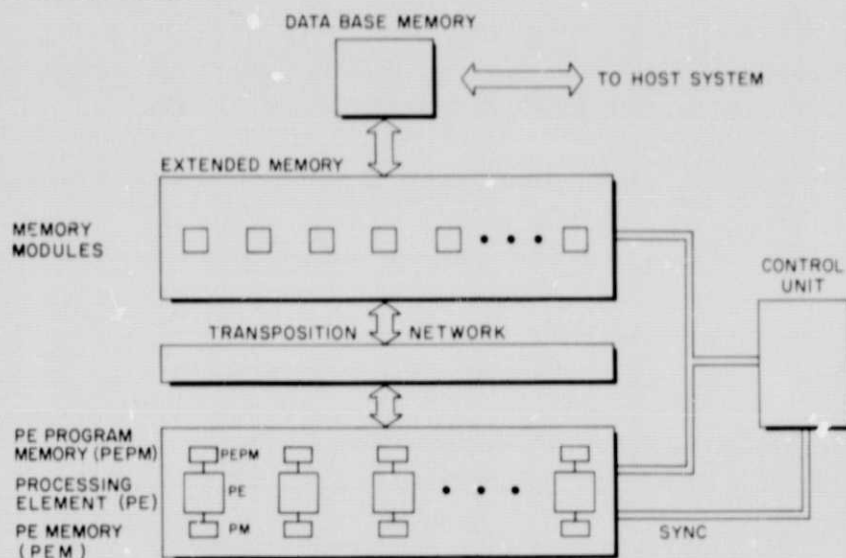 DATA BASE MEMORY
TO HOST SYSTEM
EXTENDED MEMORY
MEMORY
MODULES
CONTROL
UNIT
TRANSPOSITION NETWORK
PE PROGRAM
MEMORY (PEPM)
PEPM
PROCESSING
ELEMENT (PE)
PE
PE MEMORY
(PEM)
PM
SYNC